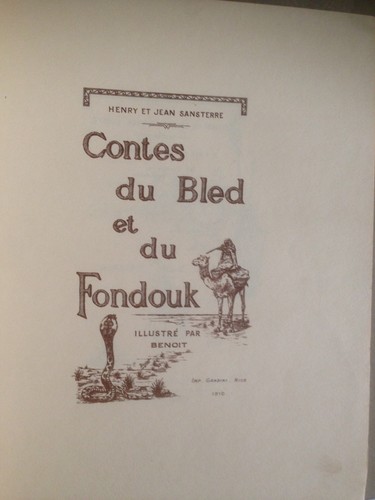 HENRY ET JEAN SANSTERRE
Contes
du Bled
et
du
Fondouk
ILLUSTRÉ PAR
BENOIT